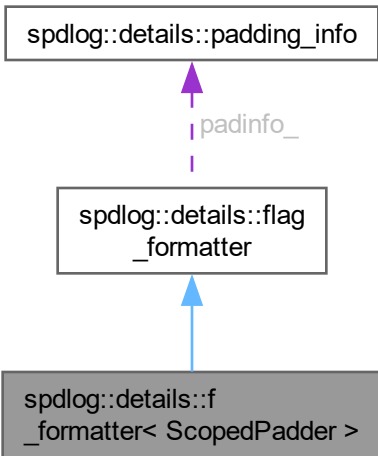 spdlog::details::padding_info
padinfo_
spdlog::details::flag
_formatter
spdlog::details::f
_formatter< ScopedPadder >